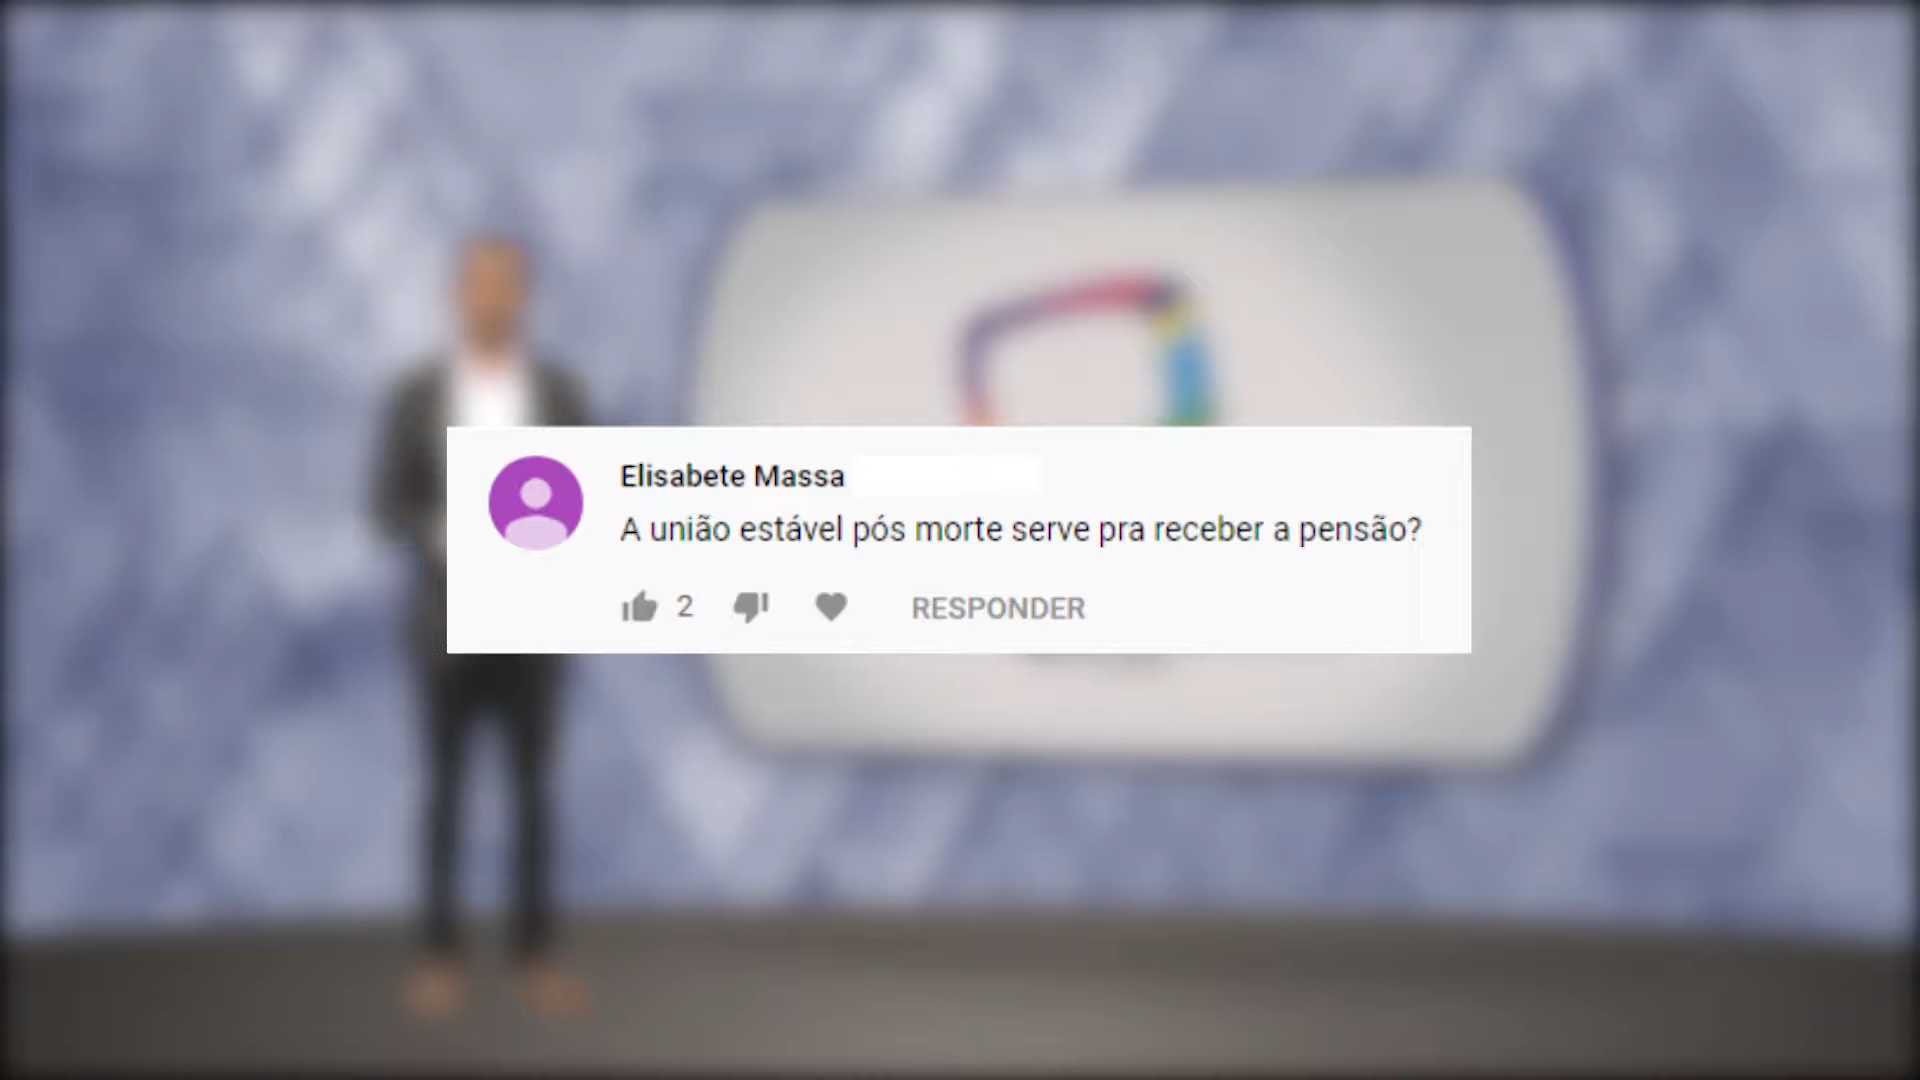 Elisabete Massa
A união estável pós morte serve pra receber a pensão?
2
RESPONDER